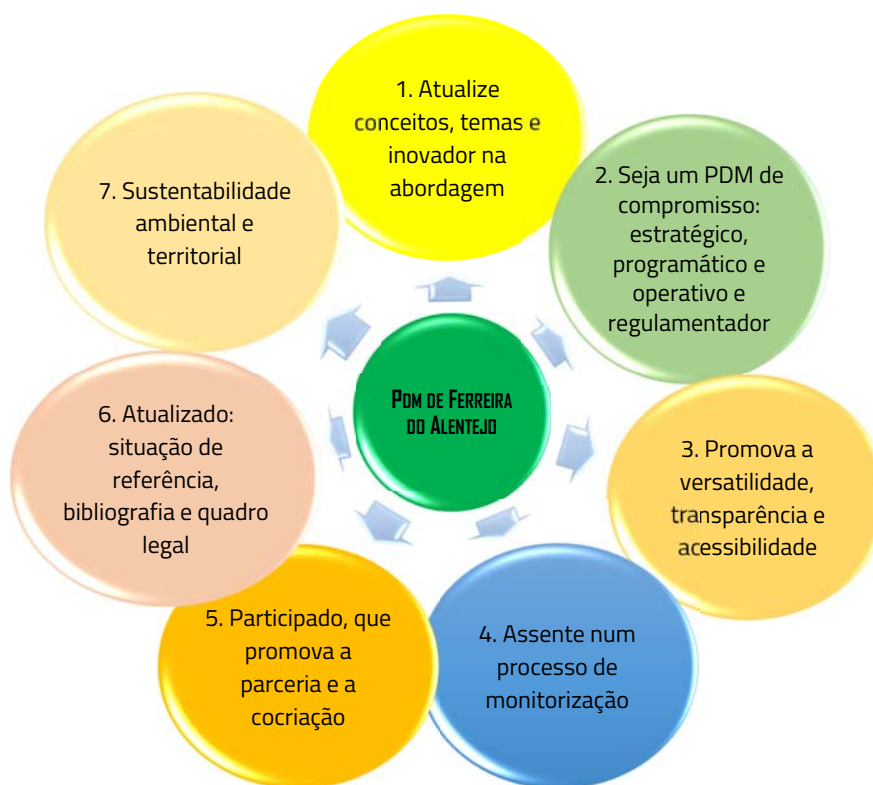 1. Atualize
conceitos, temas e
inovador na
abordagem
2. Seja um PDM de
compromisso:
estratégico,
programático e
operativo e
regulamentador
3. Promova a
versatilidade,
transparência e
acessibilidade
4. Assente num
processo de
monitorização
5. Participado, que
promova a
parceria e a
cocriação
6. Atualizado:
situação de
referência,
bibliografia e quadro
legal
7. Sustentabilidade
ambiental e
territorial
PDM DE FERREIRA
DO ALENTEJO